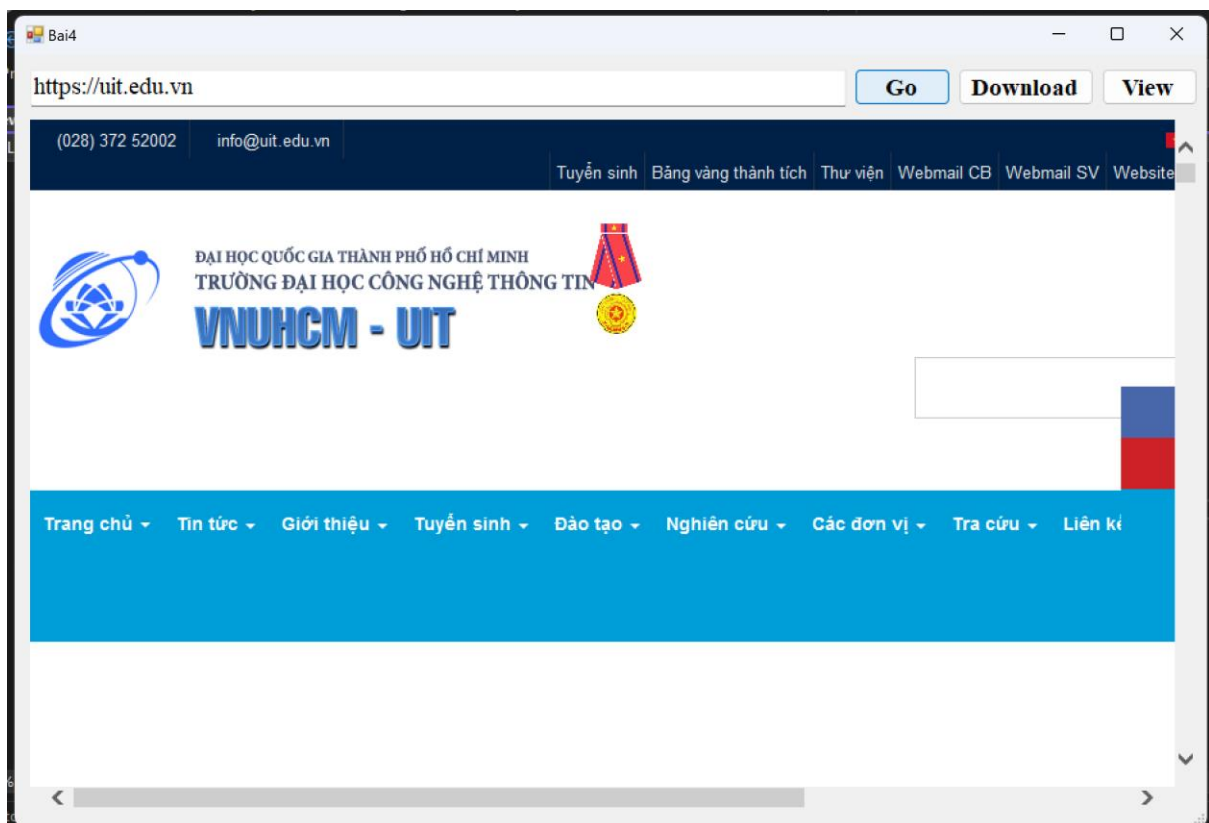 Bai4
https://uit.edu.vn Go Download View
(028) 372 52002 info@uit.edu.vn
Tuyển sinh Bảng vàng thành tích Thư viện Webmail CB Webmail SV Website
ĐẠI HỌC QUỐC GIA THÀNH PHỐ HỒ CHÍ MINH
TRƯỜNG ĐẠI HỌC CÔNG NGHỆ THÔNG TIN
VNUHCM - UIT
Trang chủ Tin tức Giới thiệu Tuyển sinh Đào tạo Nghiên cứu Các đơn vị Tra cứu Liên